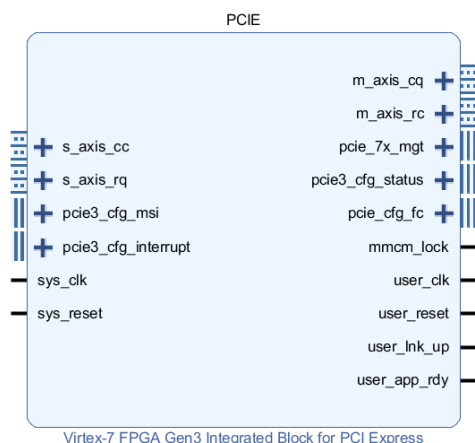 PCIE
m_axis_cq
m_axis_rc
s_axis_cc
pcie_7x_mgt
s_axis_rq
pcie3_cfg_status
pcie3_cfg_msi
pcie_cfg_fc
pcie3_cfg_interrupt
mmcm_lock
sys_clk
user_clk
sys_reset
user_reset
user_lnk_up
user_app_rdy
Virtex-7 FPGA Gen3 Integrated Block for PCI Express